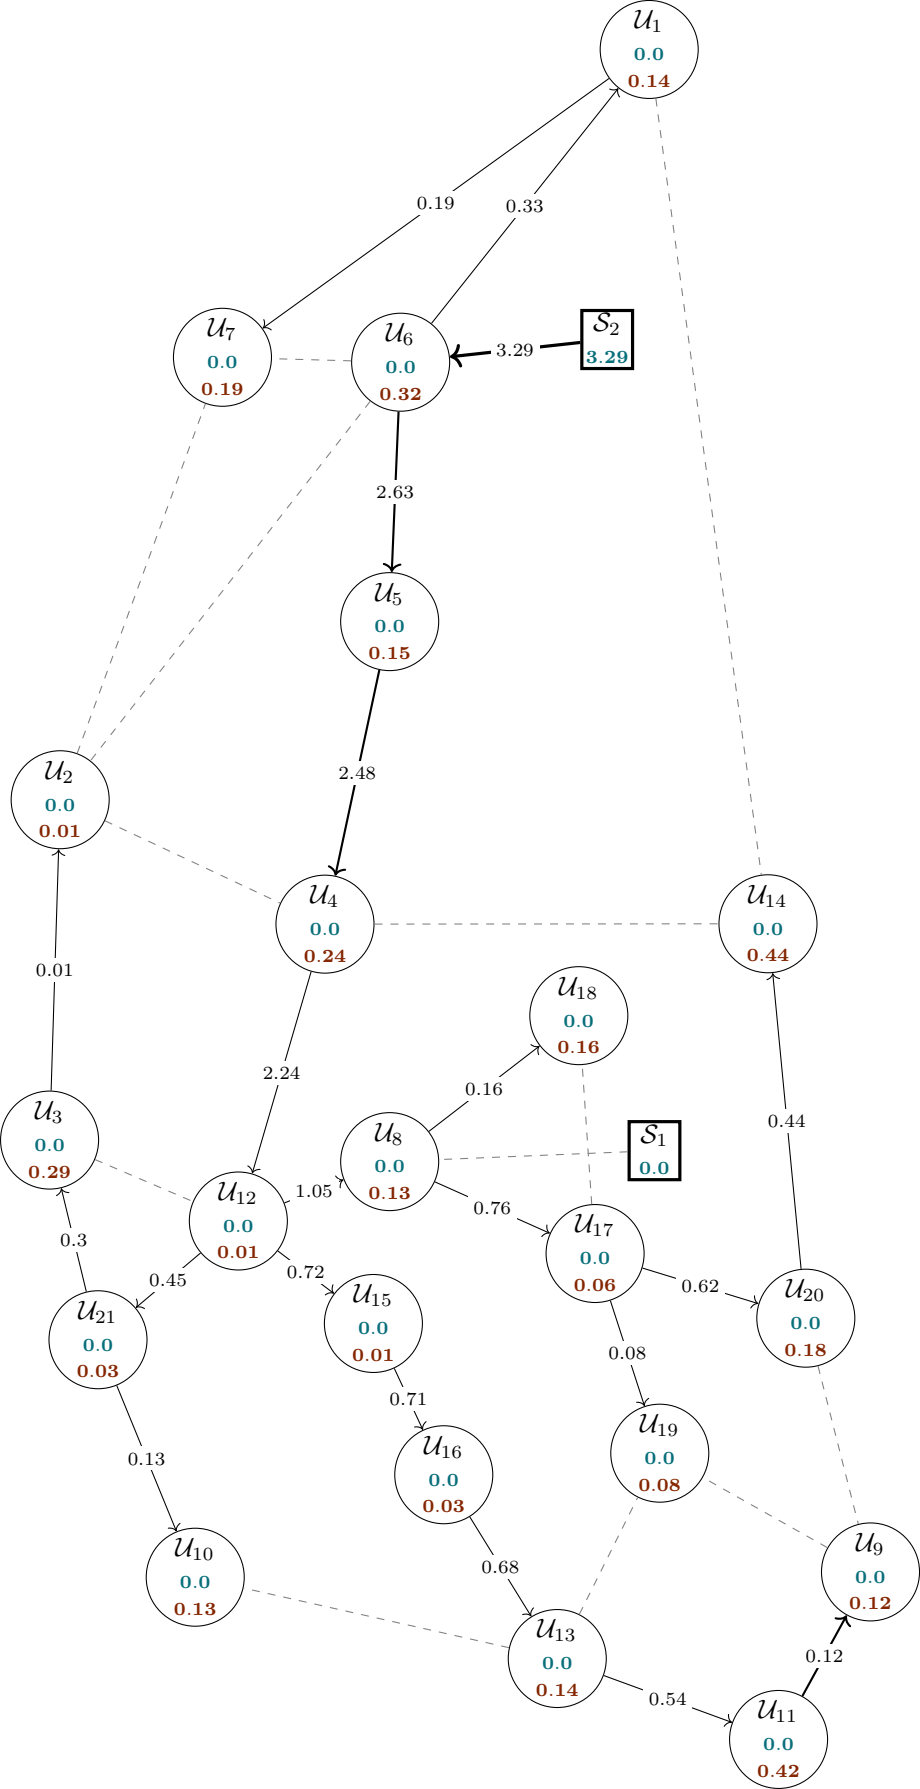 𝒰₁
0.0
0.14
0.19
0.33
𝒰₇
0.0
0.19
𝒰₆
0.0
0.32
3.29
𝒮₂
3.29
2.63
𝒰₅
0.0
0.15
2.48
𝒰₂
0.0
0.01
𝒰₄
0.0
0.24
𝒰₁₄
0.0
0.44
0.01
𝒰₁₈
0.0
0.16
2.24
0.16
0.44
𝒰₃
0.0
0.29
𝒰₈
0.0
0.13
𝒮₁
0.0
𝒰₁₂
0.0
0.01
1.05
0.76
𝒰₁₇
0.0
0.06
0.3
0.45
0.72
0.62
𝒰₂₁
0.0
0.03
𝒰₁₅
0.0
0.01
𝒰₂₀
0.0
0.18
0.08
0.71
0.13
𝒰₁₆
0.0
0.03
𝒰₁₉
0.0
0.08
𝒰₁₀
0.0
0.13
0.68
𝒰₉
0.0
0.12
𝒰₁₃
0.0
0.14
0.12
0.54
𝒰₁₁
0.0
0.42